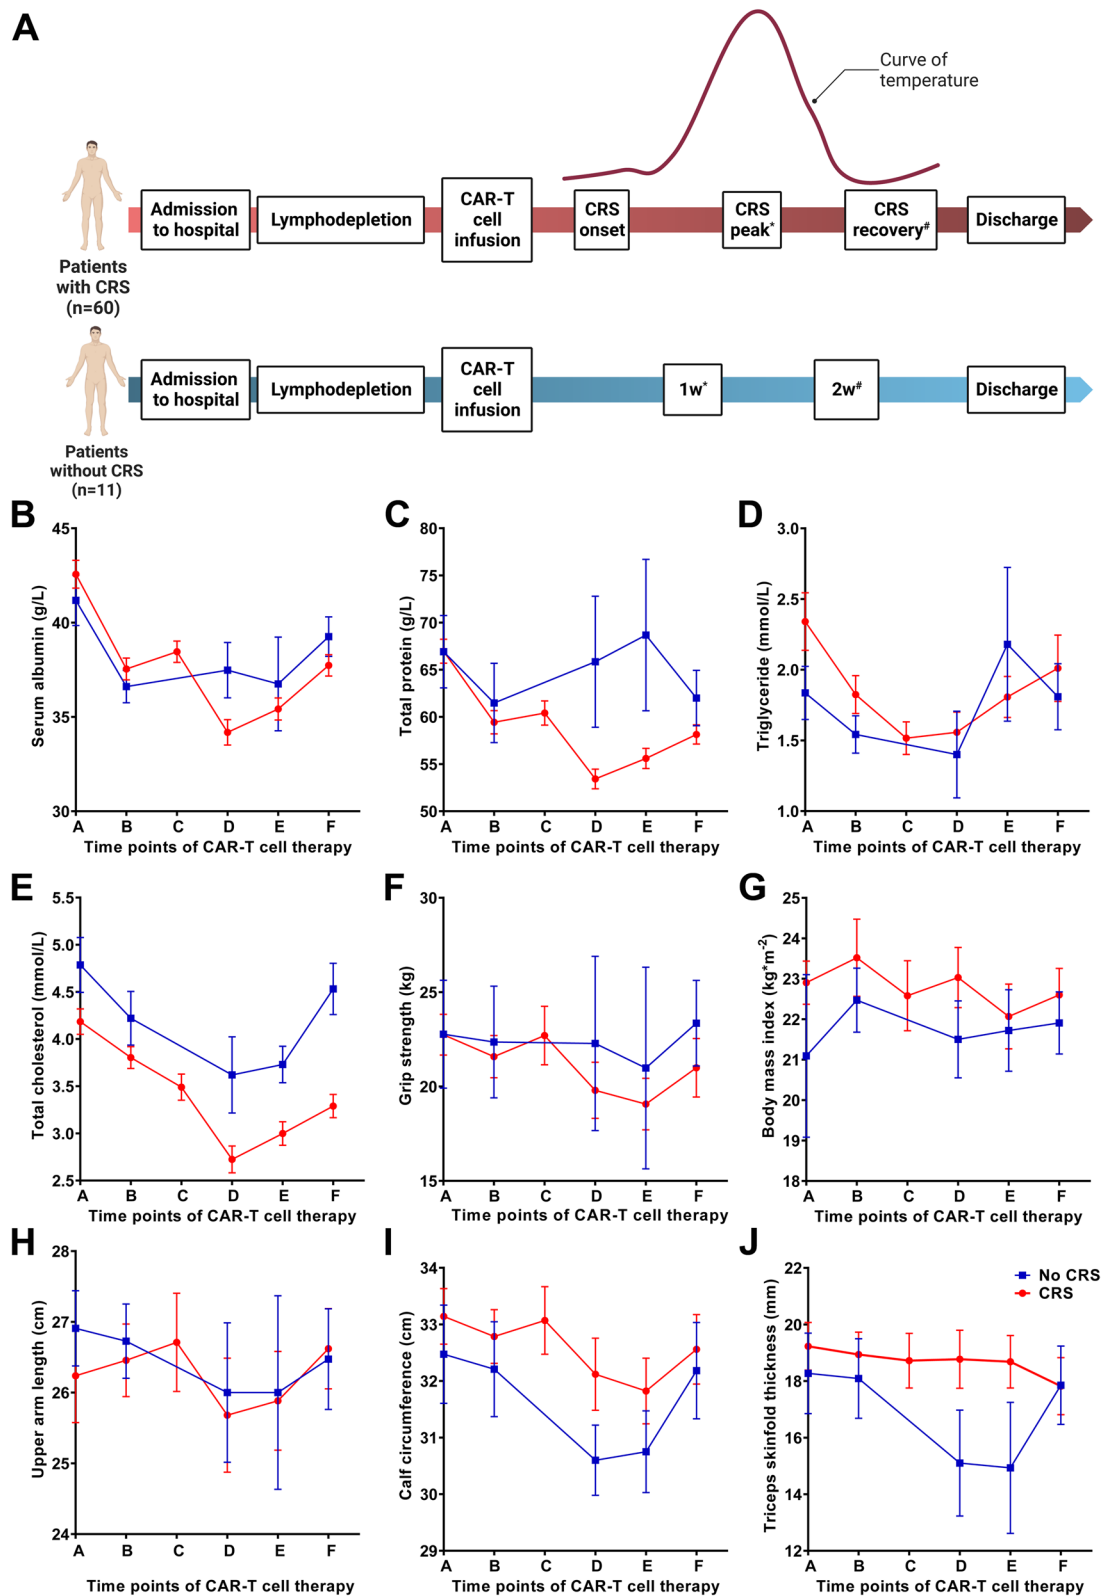 A
Curve of
temperature
Admission
to hospital
Lymphodepletion
CAR-T
cell
infusion
CRS
onset
CRS
peak*
CRS
recovery#
Discharge
Patients
with CRS
(n=60)
Admission
to hospital
Lymphodepletion
CAR-T
cell
infusion
1w*
2w#
Discharge
Patients
without CRS
(n=11)
B
Serum albumin (g/L)
45
40
35
30
A B C D E F
Time points of CAR-T cell therapy
C
Total protein (g/L)
80
75
70
65
60
55
50
A B C D E F
Time points of CAR-T cell therapy
D
Triglyceride (mmol/L)
3.0
2.5
2.0
1.5
1.0
A B C D E F
Time points of CAR-T cell therapy
E
Total cholesterol (mmol/L)
5.5
5.0
4.5
4.0
3.5
3.0
2.5
A B C D E F
Time points of CAR-T cell therapy
F
Grip strength (kg)
30
25
20
15
A B C D E F
Time points of CAR-T cell therapy
G
Body mass index (kg*m-2)
25
24
23
22
21
20
19
18
A B C D E F
Time points of CAR-T cell therapy
H
Upper arm length (cm)
28
27
26
25
24
A B C D E F
Time points of CAR-T cell therapy
I
Calf circumference (cm)
34
33
32
31
30
29
A B C D E F
Time points of CAR-T cell therapy
J
Triceps skinfold thickness (mm)
22
20
18
16
14
12
No CRS
CRS
A B C D E F
Time points of CAR-T cell therapy